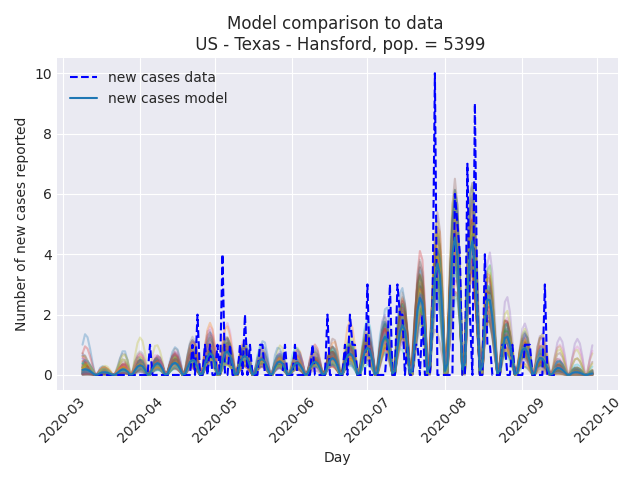 Model comparison to data
US - Texas - Hansford, pop. = 5399
new cases data
new cases model
Number of new cases reported
10
8
6
4
2
0
2020-03
2020-04
2020-05
2020-06
2020-07
2020-08
2020-09
2020-10
Day